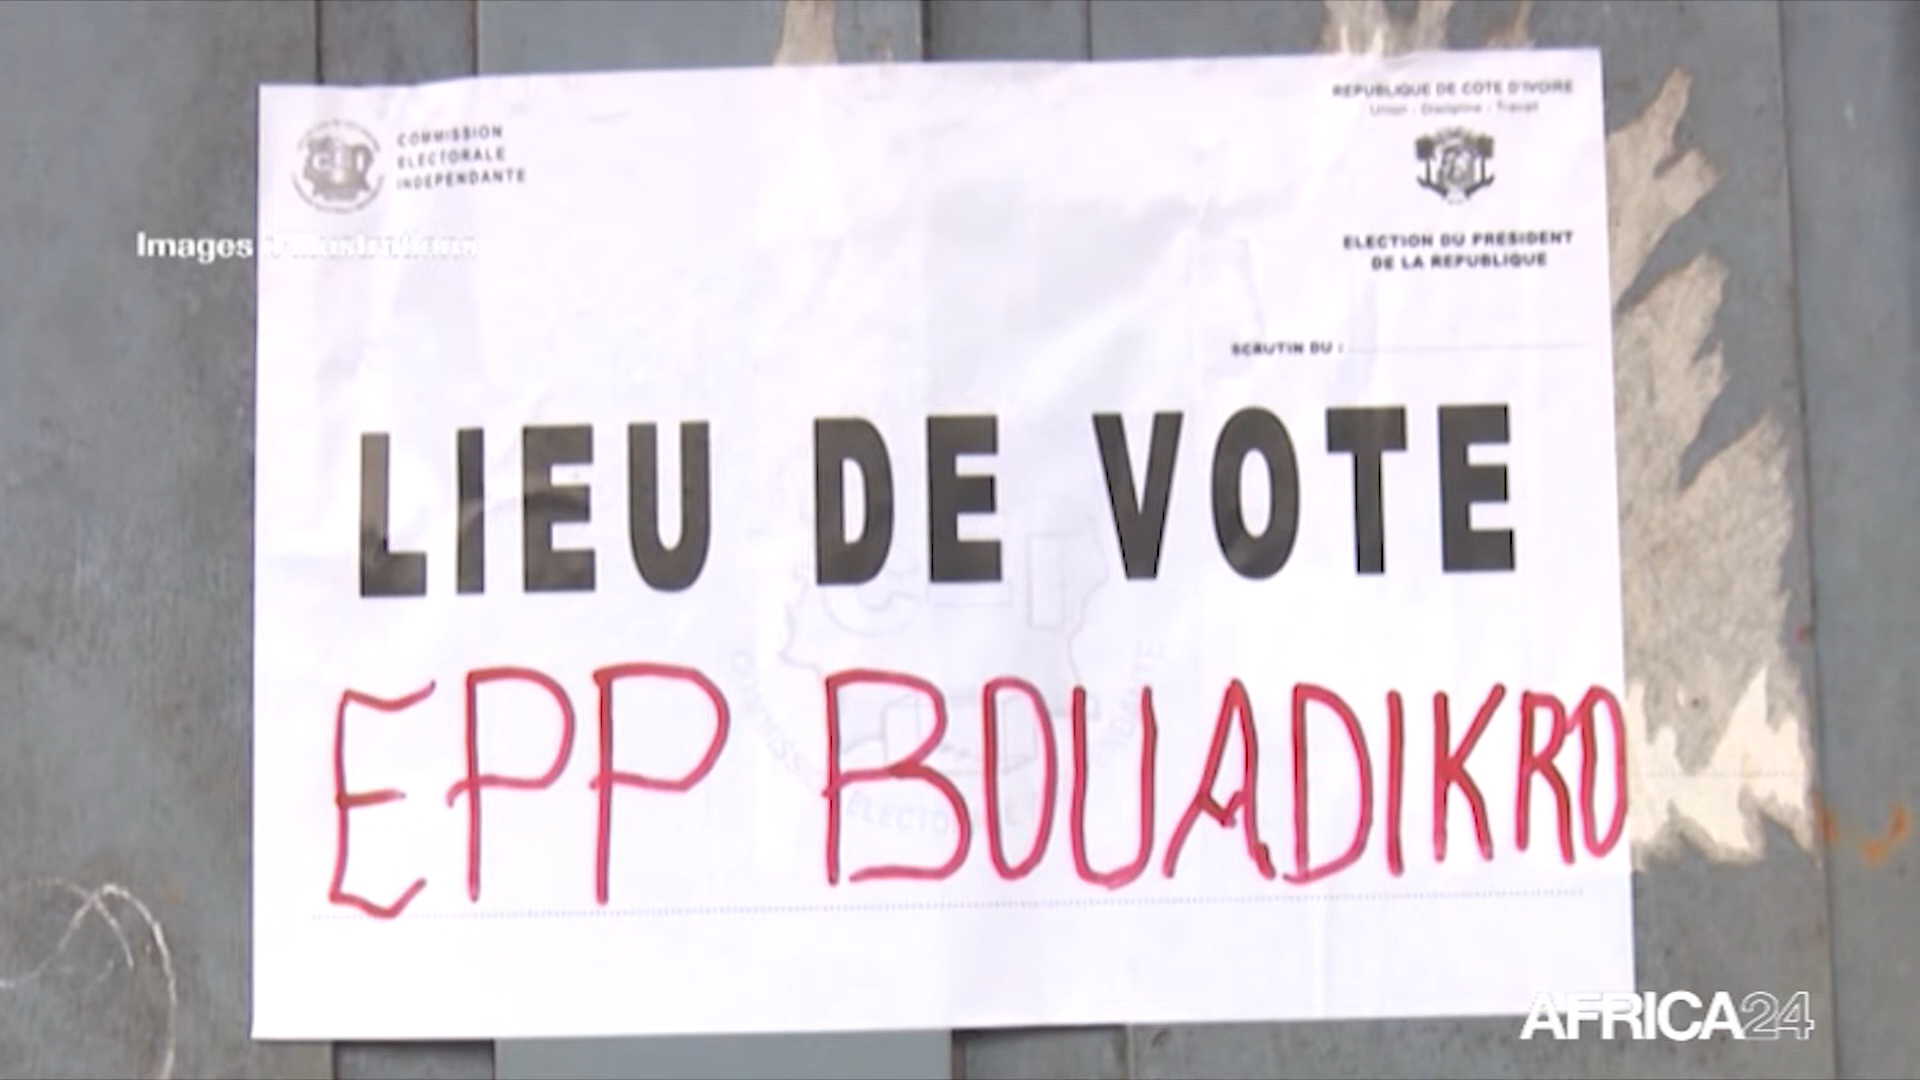 COMMISSION
ELECTORALE
INDEPENDANTE
REPUBLIQUE DE COTE D'IVOIRE
Union - Discipline - Travail
ELECTION DU PRESIDENT
DE LA REPUBLIQUE
Images d'illustrations
SCRUTIN DU :
LIEU DE VOTE
EPP BOUADIKRO
AFRICA24